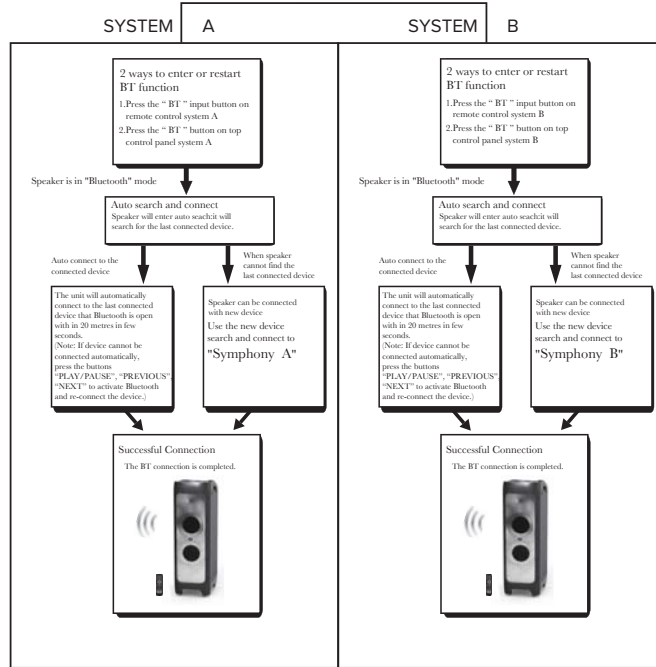 SYSTEM A
2 ways to enter or restart
BT function
1.Press the “ BT ” input button on
remote control system A
2.Press the “ BT ” button on top
control panel system A
Speaker is in "Bluetooth" mode
Auto search and connect
Speaker will enter auto seach:it will
search for the last connected device.
Auto connect to the
connected device
When speaker
cannot find the
last connected device
The unit will automatically
connect to the last connected
device that Bluetooth is open
with in 20 metres in few
seconds.
(Note: If device cannot be
connected automatically,
press the buttons
“PLAY/PAUSE”, “PREVIOUS”,
“NEXT” to activate Bluetooth
and re-connect the device.)
Speaker can be connected
with new device
Use the new device
search and connect to
"Symphony A"
Successful Connection
The BT connection is completed.
SYSTEM B
2 ways to enter or restart
BT function
1.Press the “ BT ” input button on
remote control system B
2.Press the “ BT ” button on top
control panel system B
Speaker is in "Bluetooth" mode
Auto search and connect
Speaker will enter auto seach:it will
search for the last connected device.
Auto connect to the
connected device
When speaker
cannot find the
last connected device
The unit will automatically
connect to the last connected
device that Bluetooth is open
with in 20 metres in few
seconds.
(Note: If device cannot be
connected automatically,
press the buttons
“PLAY/PAUSE”, “PREVIOUS”,
“NEXT” to activate Bluetooth
and re-connect the device.)
Speaker can be connected
with new device
Use the new device
search and connect to
"Symphony B"
Successful Connection
The BT connection is completed.